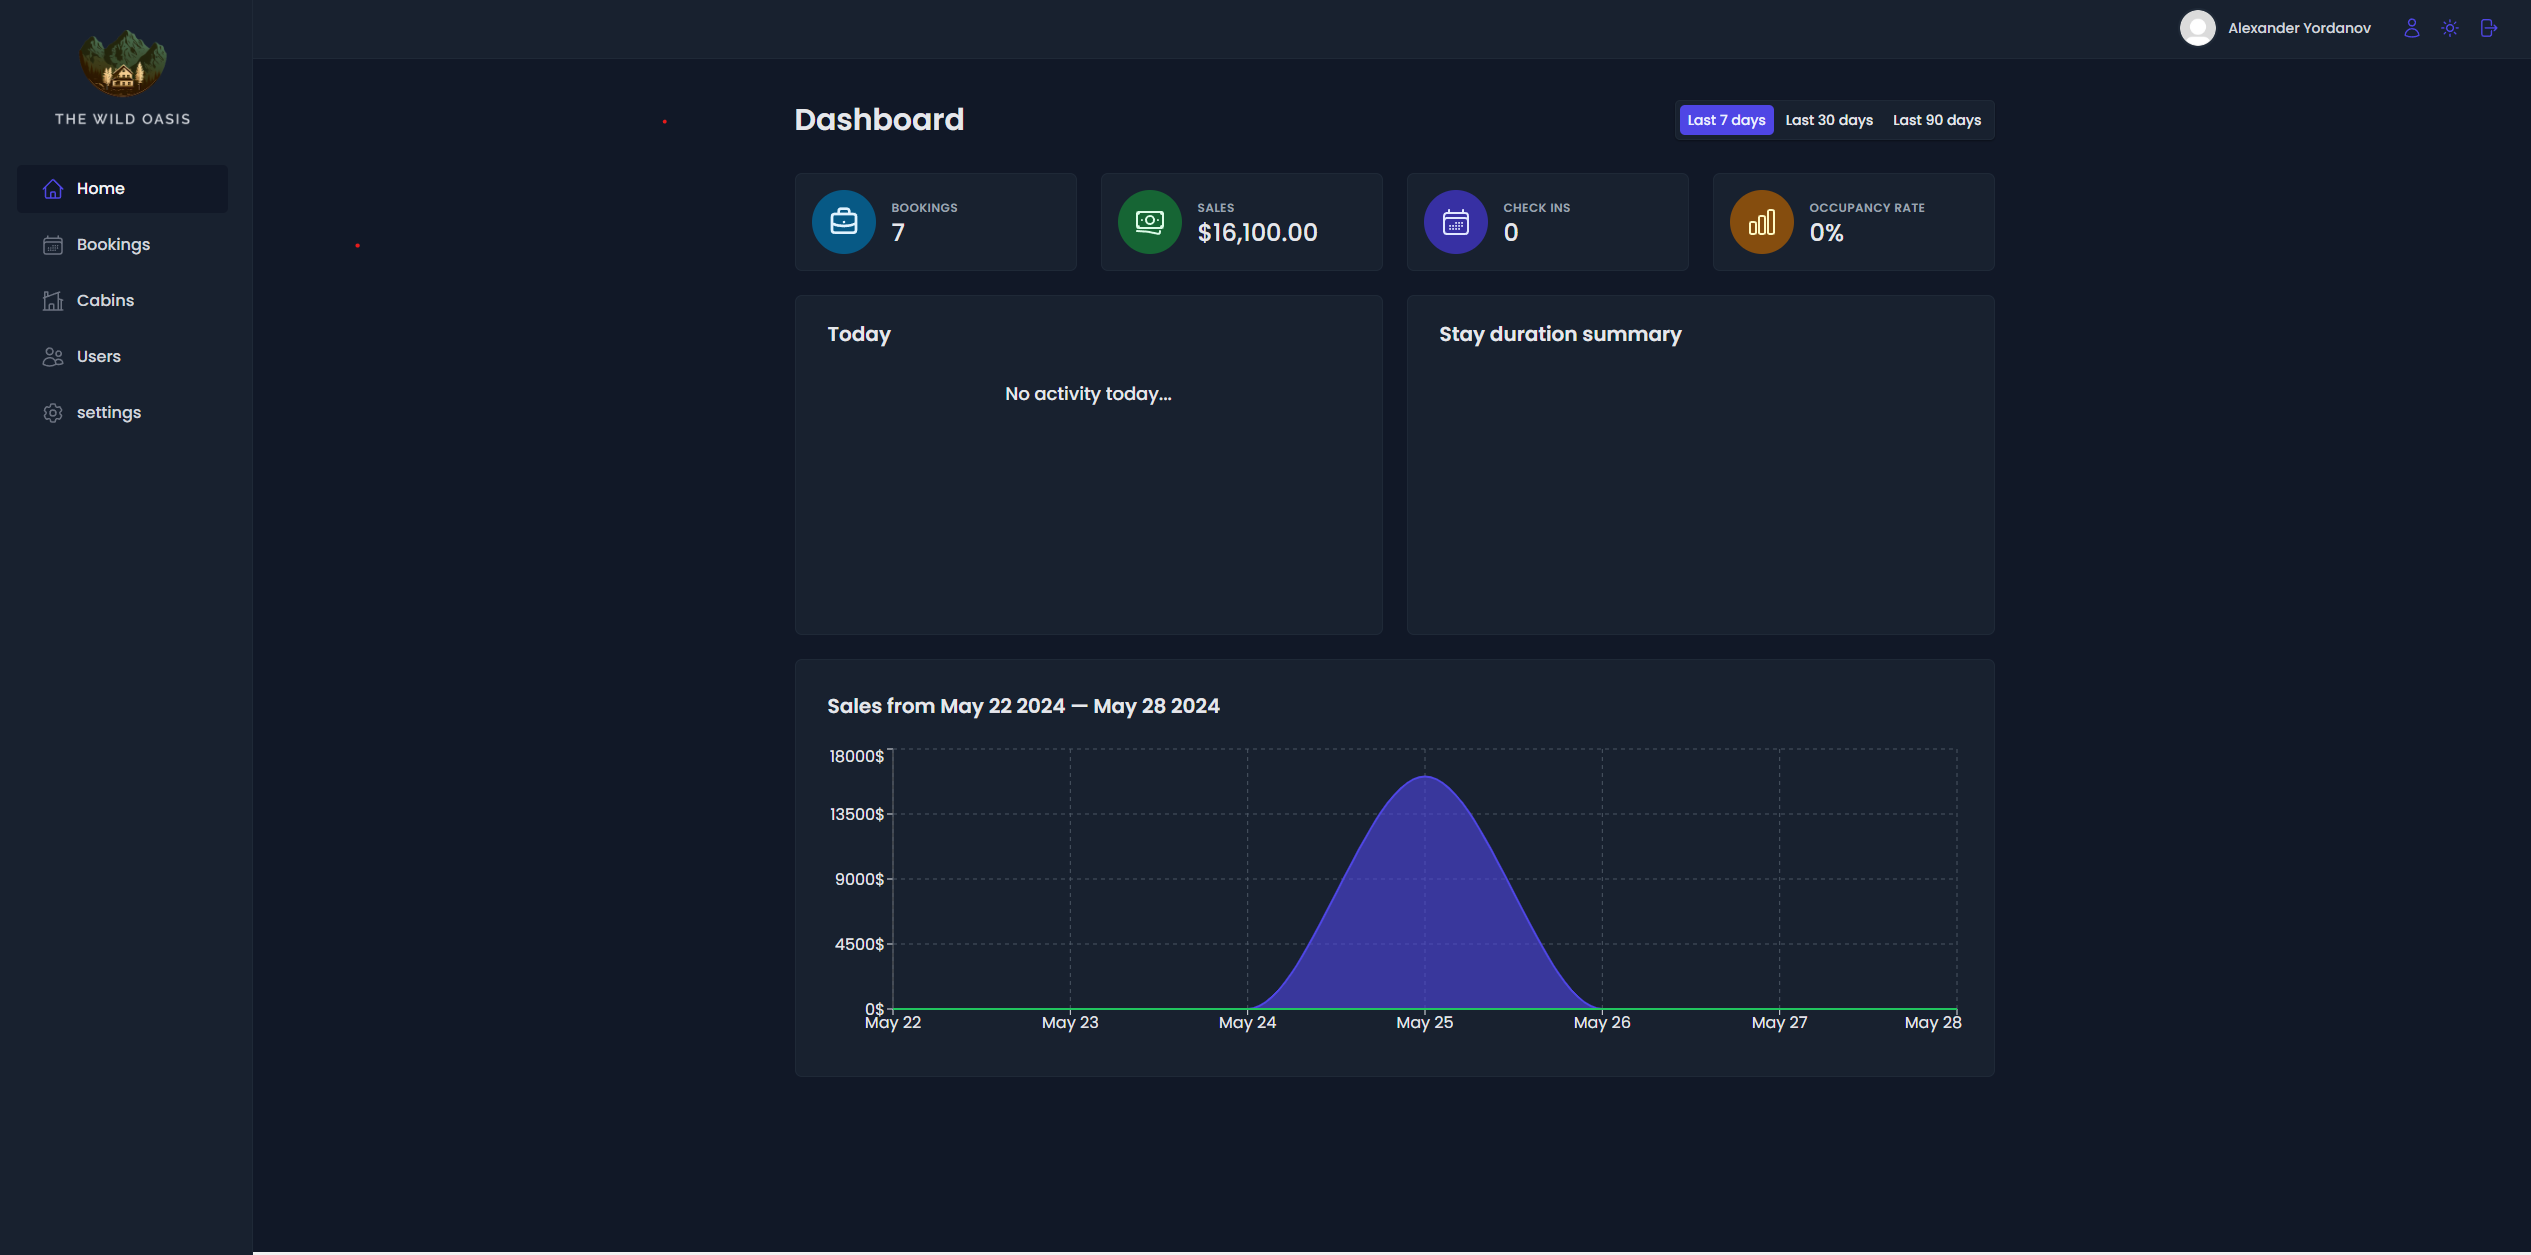 THE WILD OASIS
Home
Bookings
Cabins
Users
settings
Alexander Yordanov
Dashboard
Last 7 days Last 30 days Last 90 days
BOOKINGS
7
SALES
$16,100.00
CHECK INS
0
OCCUPANCY RATE
0%
Today
No activity today...
Stay duration summary
Sales from May 22 2024 — May 28 2024
18000$
13500$
9000$
4500$
0$
May 22 May 23 May 24 May 25 May 26 May 27 May 28